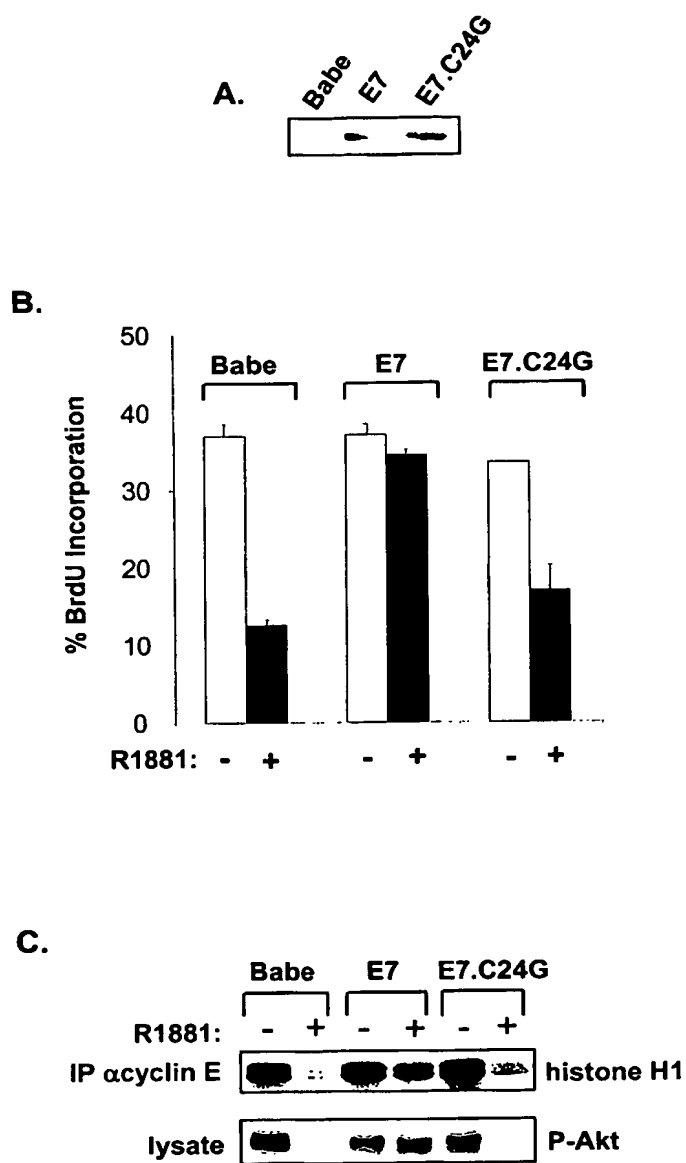 A.
Babe E7 E7.C24G
B.
50
40
30
20
10
0
% BrdU Incorporation
Babe E7 E7.C24G
R1881: - + - + - +
C.
Babe E7 E7.C24G
R1881: - + - + - +
IP αcyclin E histone H1
lysate P-Akt